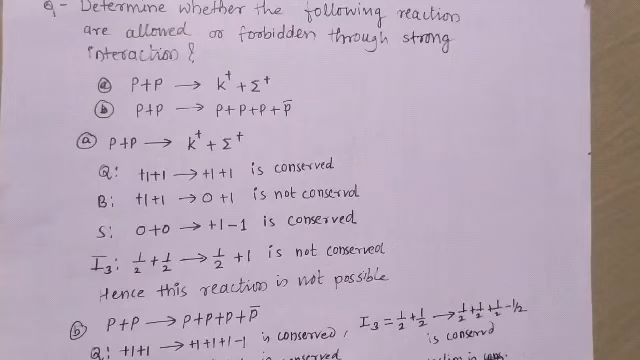 Q- Determine whether the following reaction
are allowed or forbidden through strong
interaction?
ⓐ P+P → K⁺ + Σ⁺
ⓑ P+P → P+P+P+P̄
ⓐ P+P → K⁺ + Σ⁺
Q: +1+1 → +1+1 is conserved
B: +1+1 → 0+1 is not conserved
S: 0+0 → +1-1 is conserved
I₃: 1/2 + 1/2 → 1/2 + 1 is not conserved
Hence this reaction is not possible
ⓑ P+P → P+P+P+P̄
I₃ = 1/2 + 1/2 → 1/2 + 1/2 + 1/2 - 1/2
is conservd
Q: +1+1 → +1+1+1-1 is conserved,